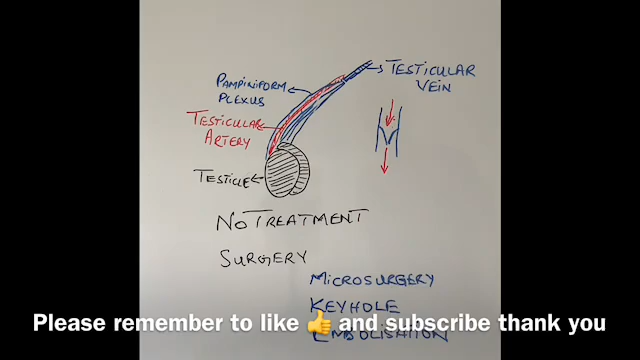 TESTICULAR
VEIN
PAMPINIFORM
PLEXUS
TESTICULAR
ARTERY
TESTICLE
NO TREATMENT
SURGERY
MICROSURGERY
KEYHOLE
EMBOLISATION
Please remember to like 👍 and subscribe thank you